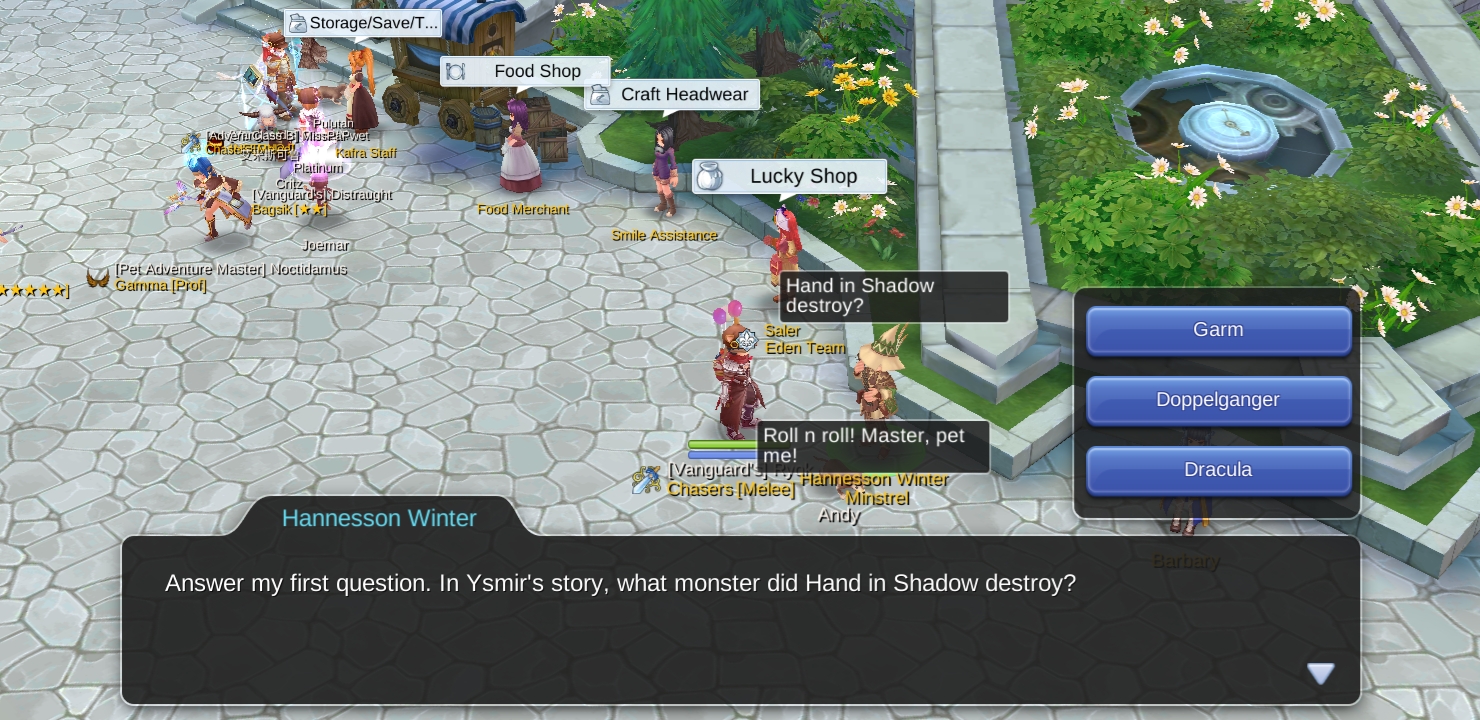 Storage/Save/T...
Food Shop
Craft Headwear
Lucky Shop
Pulutan
Kafra Staff
Platinum
Critz
[Vanguard's] Distraught
Bagsik [★★]
Joemar
[Pet Adventure Master] Noctidamus
Gamma [Prof]
★★★★★]
Food Merchant
Smile Assistance
Hand in Shadow
destroy?
Saler
Eden Team
Garm
Doppelganger
Dracula
Roll n roll! Master, pet
me!
[Vanguard's]
Chasers [Melee]
Hannesson Winter
Minstrel
Andy
Barbary
Hannesson Winter
Answer my first question. In Ysmir's story, what monster did Hand in Shadow destroy?